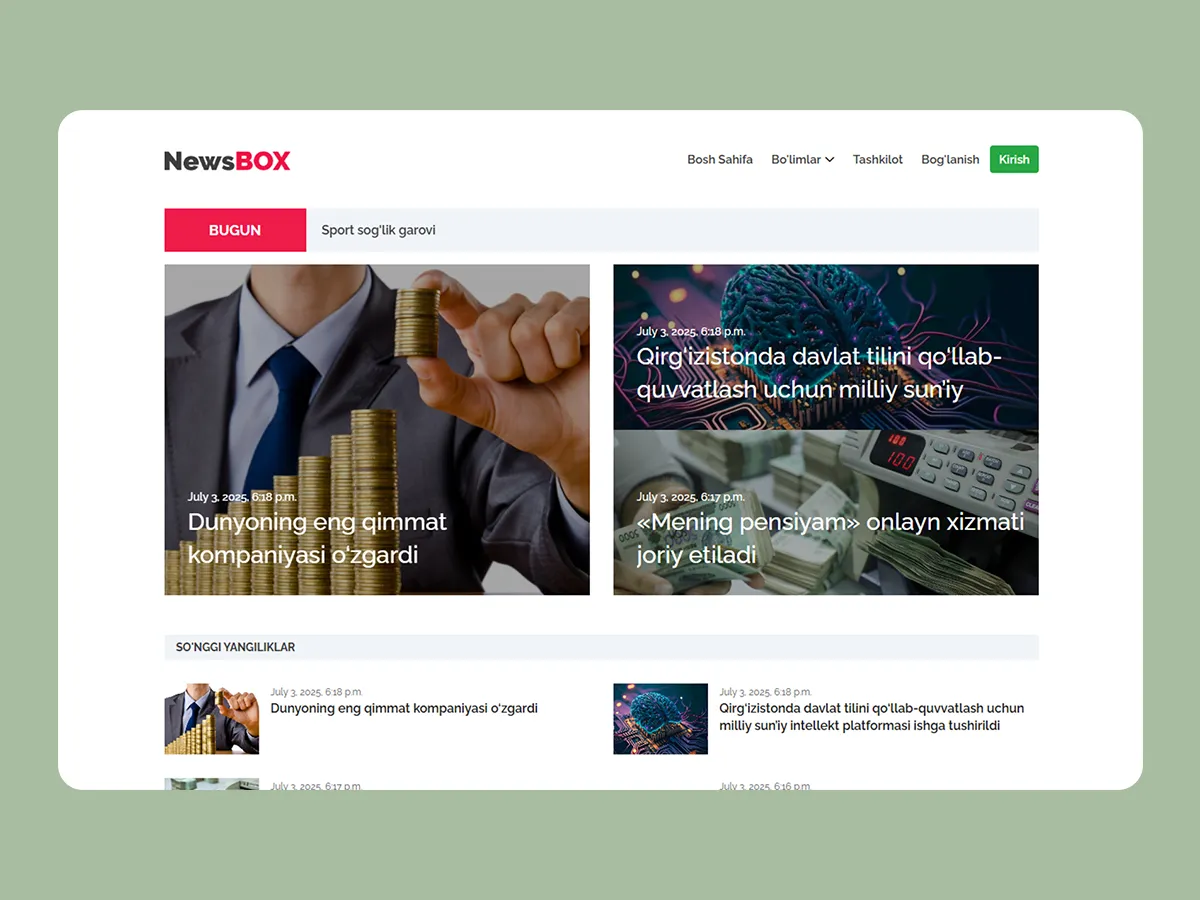 NewsBOX
Bosh Sahifa
Bo'limlar
Tashkilot
Bog'lanish
Kirish
BUGUN
Sport sog'lik garovi
July 3, 2025, 6:18 p.m.
Dunyoning eng qimmat
kompaniyasi o‘zgardi
July 3, 2025, 6:18 p.m.
Qirg‘izistonda davlat tilini qo‘llab-
quvvatlash uchun milliy sun’iy
100
100
5000
July 3, 2025, 6:17 p.m.
«Mening pensiyam» onlayn xizmati
joriy etiladi
SO'NGGI YANGILIKLAR
July 3, 2025, 6:18 p.m.
Dunyoning eng qimmat kompaniyasi o‘zgardi
July 3, 2025, 6:18 p.m.
Qirg‘izistonda davlat tilini qo‘llab-quvvatlash uchun
milliy sun’iy intellekt platformasi ishga tushirildi
July 3, 2025, 6:17 p.m.
July 3, 2025, 6:16 p.m.